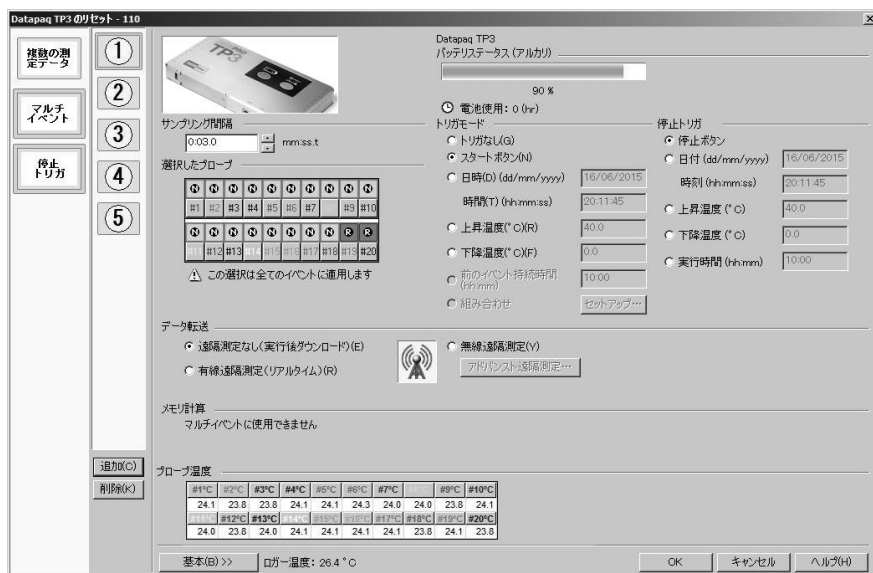 Datapaq TP3 のリセット - 110
複数の測定データ
マルチイベント
停止トリガ
1
2
3
4
5
追加(C)
削除(K)
PRO
TP3
Datapaq TP3
バッテリステータス (アルカリ)
90 %
電池使用: 0 (hr)
サンプリング間隔
0:03.0 mm:ss.t
選択したプローブ
N N N N N N N N N N
#1 #2 #3 #4 #5 #6 #7 #9 #10
N N N N N N N N R R
#11 #12 #13 #14 #15 #16 #17 #18 #19 #20
この選択は全てのイベントに適用します
トリガモード
トリガなし(G)
スタートボタン(N)
日時(D) (dd/mm/yyyy) 16/06/2015
時間(T) (hh:mm:ss) 20:11:45
上昇温度(°C)(R) 40.0
下降温度(°C)(F) 0.0
前のイベント持続時間 (hh:mm) 10:00
組み合わせ セットアップ…
停止トリガ
停止ボタン
日付 (dd/mm/yyyy) 16/06/2015
時刻 (hh:mm:ss) 20:11:45
上昇温度 (°C) 40.0
下降温度 (°C) 0.0
実行時間 (hh:mm) 10:00
データ転送
遠隔測定なし(実行後ダウンロード)(E)
有線遠隔測定(リアルタイム)(R)
無線遠隔測定(Y)
アドバンスト遠隔測定…
メモリ計算
マルチイベントに使用できません
プローブ温度
#1°C #2°C #3°C #4°C #5°C #6°C #7°C #9°C #10°C
24.1 23.8 23.8 24.1 24.1 24.3 24.0 24.0 23.8 24.1
#11°C #12°C #13°C #14°C #15°C #16°C #17°C #18°C #19°C #20°C
24.0 23.8 24.0 24.1 24.1 24.1 24.1 23.8 24.1 23.8
基本(B) >> ロガー温度: 26.4 °C
OK キャンセル ヘルプ(H)